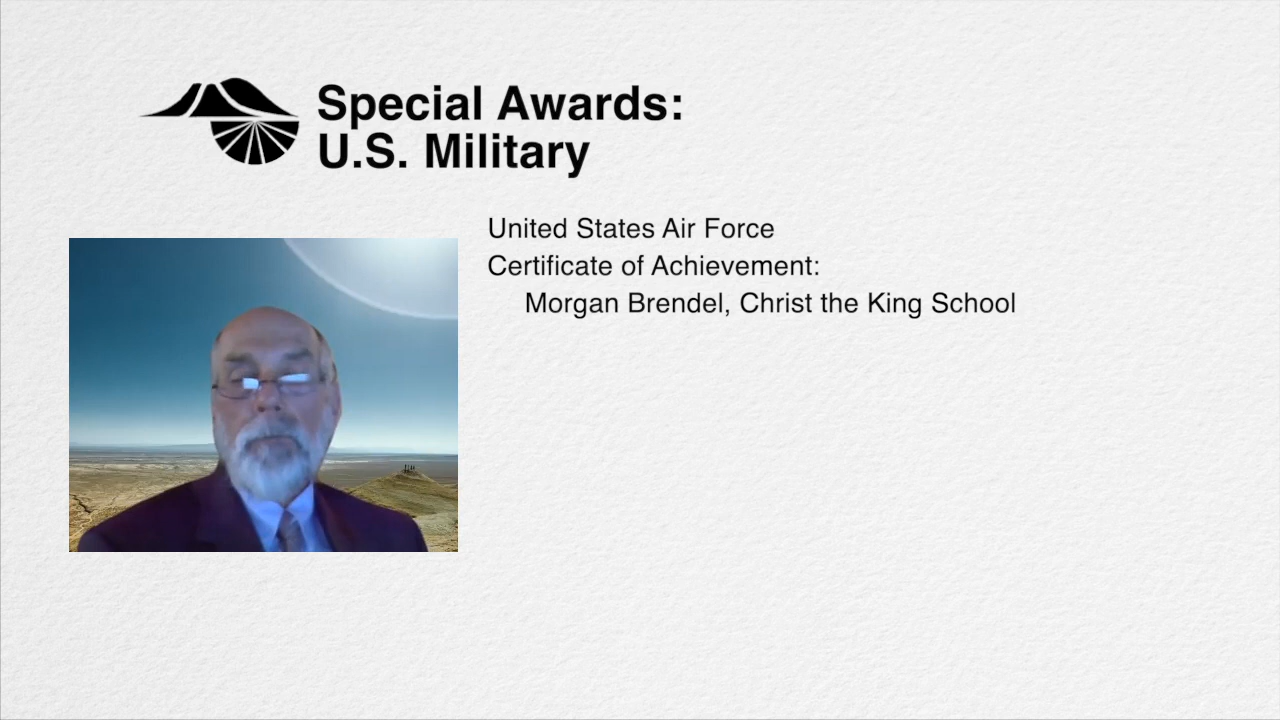 Special Awards:
U.S. Military
United States Air Force
Certificate of Achievement:
Morgan Brendel, Christ the King School